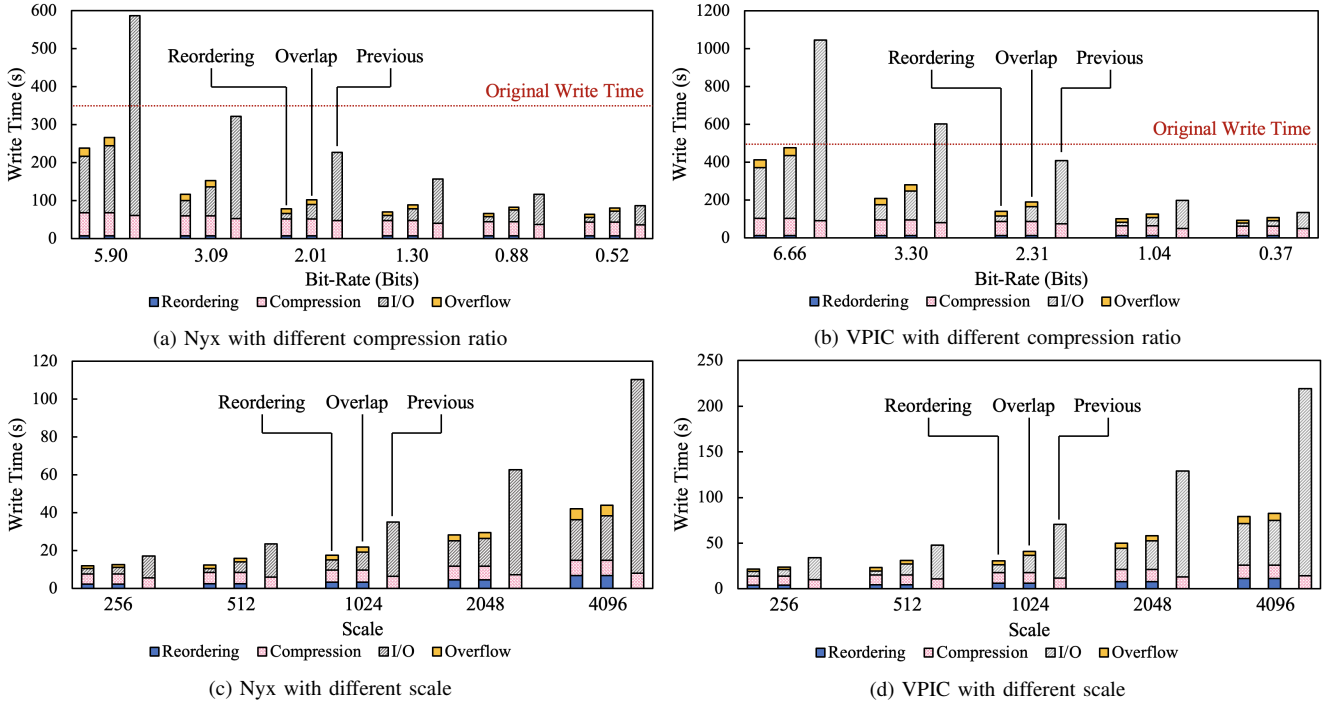 600
500
400
300
200
100
0
Write Time (s)
Reordering
Overlap
Previous
Original Write Time
5.90
3.09
2.01
1.30
0.88
0.52
Bit-Rate (Bits)
Reordering
Compression
I/O
Overflow
(a) Nyx with different compression ratio
1200
1000
800
600
400
200
0
Write Time (s)
Reordering
Overlap
Previous
Original Write Time
6.66
3.30
2.31
1.04
0.37
Bit-Rate (Bits)
Redordering
Compression
I/O
Overflow
(b) VPIC with different compression ratio
120
100
80
60
40
20
0
Write Time (s)
Reordering
Overlap
Previous
256
512
1024
2048
4096
Scale
Reordering
Compression
I/O
Overflow
(c) Nyx with different scale
250
200
150
100
50
0
Write Time (s)
Reordering
Overlap
Previous
256
512
1024
2048
4096
Scale
Reordering
Compression
I/O
Overflow
(d) VPIC with different scale